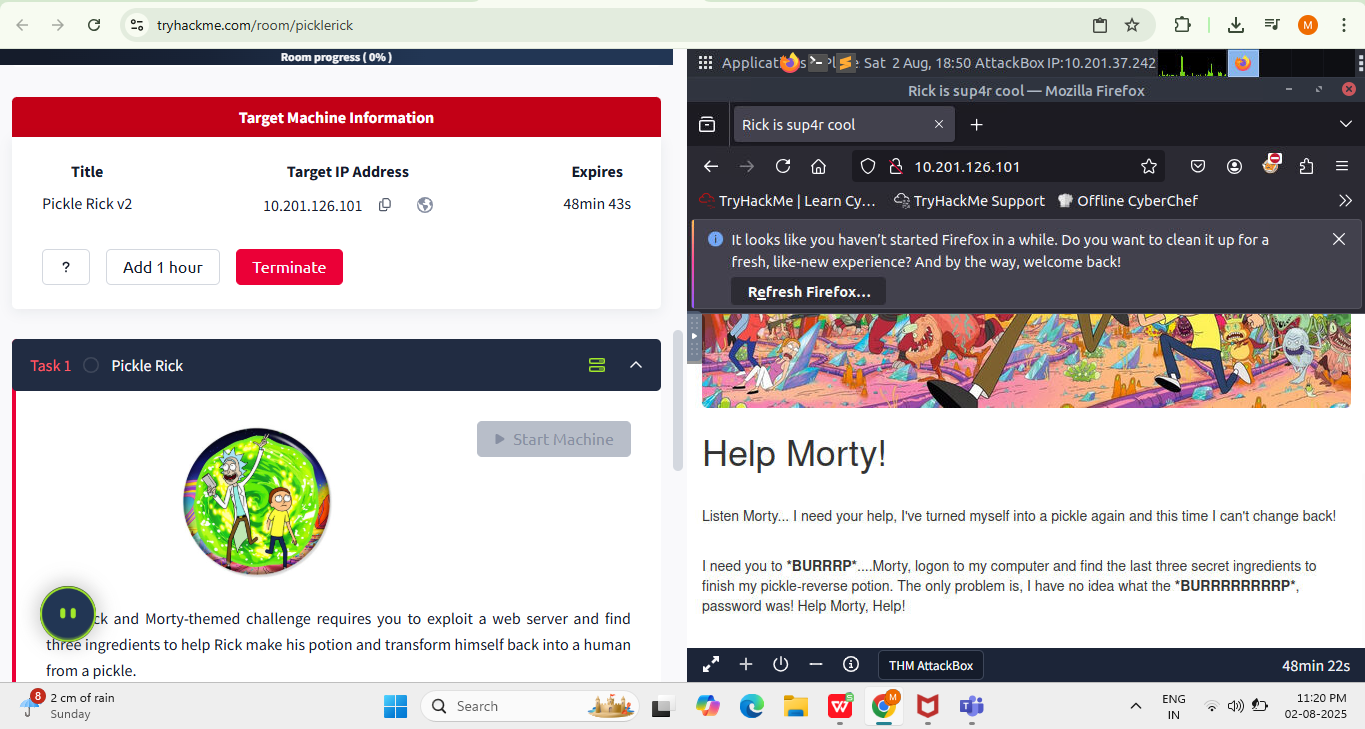 tryhackme.com/room/picklerick
M
Room progress ( 0% )
Target Machine Information
Title
Target IP Address
Expires
Pickle Rick v2
10.201.126.101
48min 43s
?
Add 1 hour
Terminate
Task 1
Pickle Rick
Start Machine
ck and Morty-themed challenge requires you to exploit a web server and find
three ingredients to help Rick make his potion and transform himself back into a human
from a pickle.
Sat 2 Aug, 18:50 AttackBox IP:10.201.37.242
Rick is sup4r cool — Mozilla Firefox
Rick is sup4r cool
10.201.126.101
TryHackMe | Learn Cy...
TryHackMe Support
Offline CyberChef
It looks like you haven't started Firefox in a while. Do you want to clean it up for a
fresh, like-new experience? And by the way, welcome back!
Refresh Firefox...
Help Morty!
Listen Morty... I need your help, I've turned myself into a pickle again and this time I can't change back!
I need you to *BURRRP*....Morty, logon to my computer and find the last three secret ingredients to
finish my pickle-reverse potion. The only problem is, I have no idea what the *BURRRRRRRRP*,
password was! Help Morty, Help!
THM AttackBox
48min 22s
8
2 cm of rain
Sunday
Search
M
ENG
IN
11:20 PM
02-08-2025